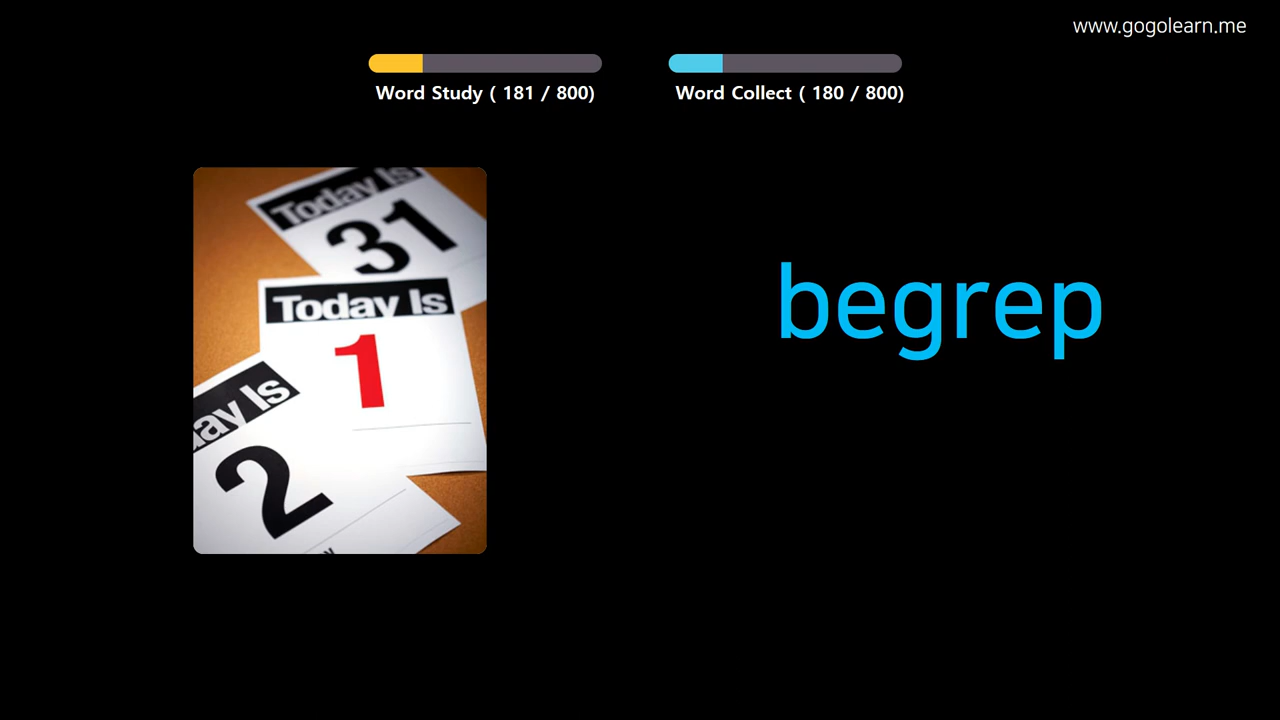 www.gogolearn.me
Word Study ( 181 / 800)
Word Collect ( 180 / 800)
Today Is
31
Today Is
1
day Is
2
begrep